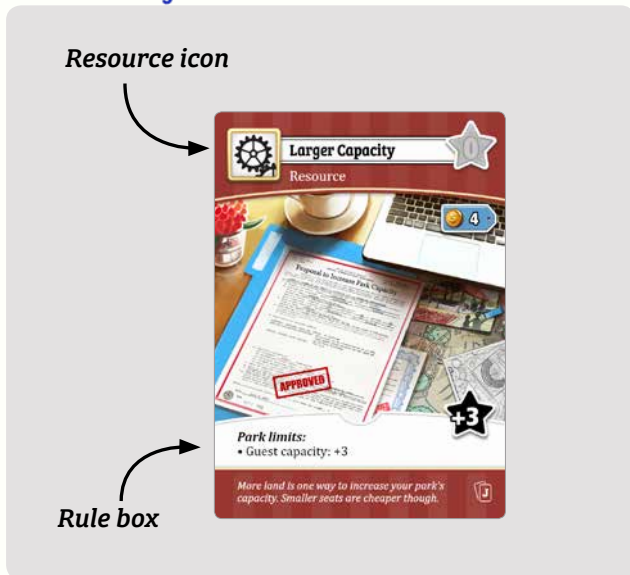 Resource icon
Larger Capacity
0
Resource
4
Proposal to Increase Park Capacity
APPROVED
+3
Park limits:
• Guest capacity: +3
More land is one way to increase your park's
capacity. Smaller seats are cheaper though.
J
Rule box